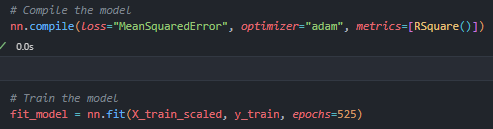 # Compile the model
nn.compile(loss="MeanSquaredError", optimizer="adam", metrics=[RSquare()])
✓ 0.0s
# Train the model
fit_model = nn.fit(X_train_scaled, y_train, epochs=525)